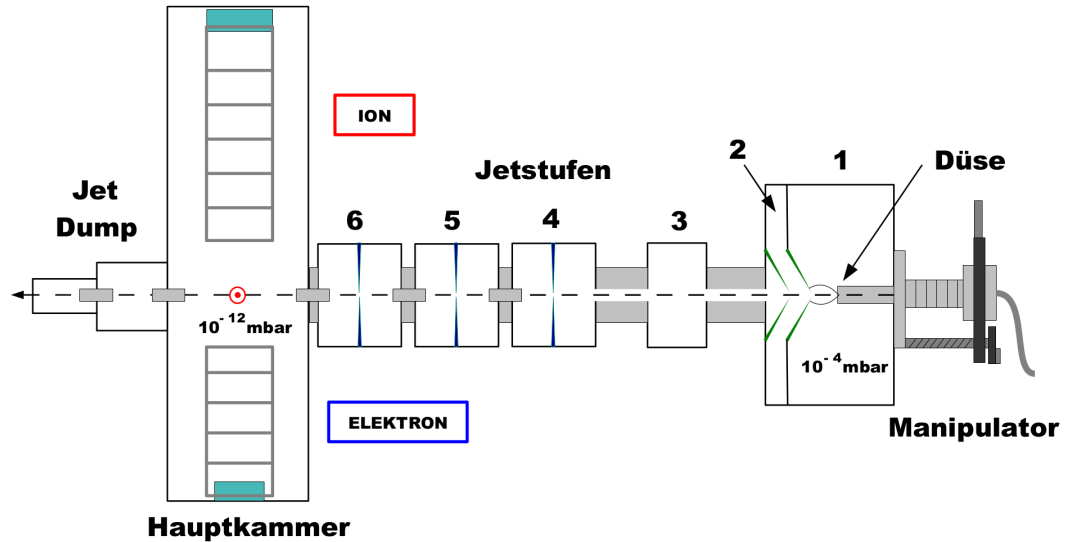 ION
Jetstufen
2
1
Düse
Jet
Dump
6
5
4
3
10⁻¹²mbar
10⁻⁴mbar
ELEKTRON
Manipulator
Hauptkammer